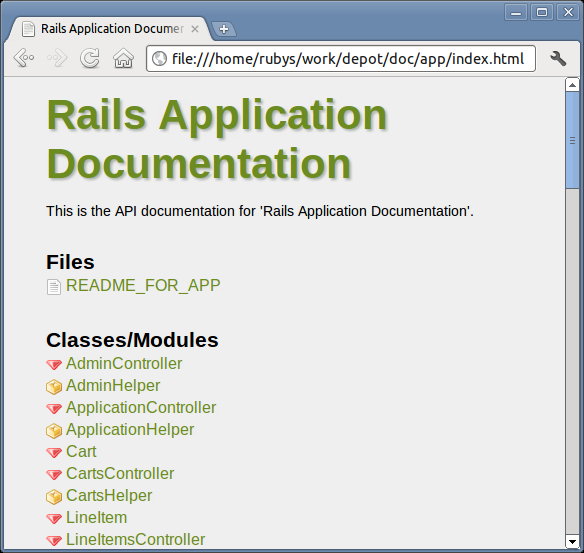 Rails Application Documer
file:///home/rubys/work/depot/doc/app/index.html
Rails Application
Documentation
This is the API documentation for 'Rails Application Documentation'.
Files
README_FOR_APP
Classes/Modules
AdminController
AdminHelper
ApplicationController
ApplicationHelper
Cart
CartsController
CartsHelper
LineItem
LineItemsController